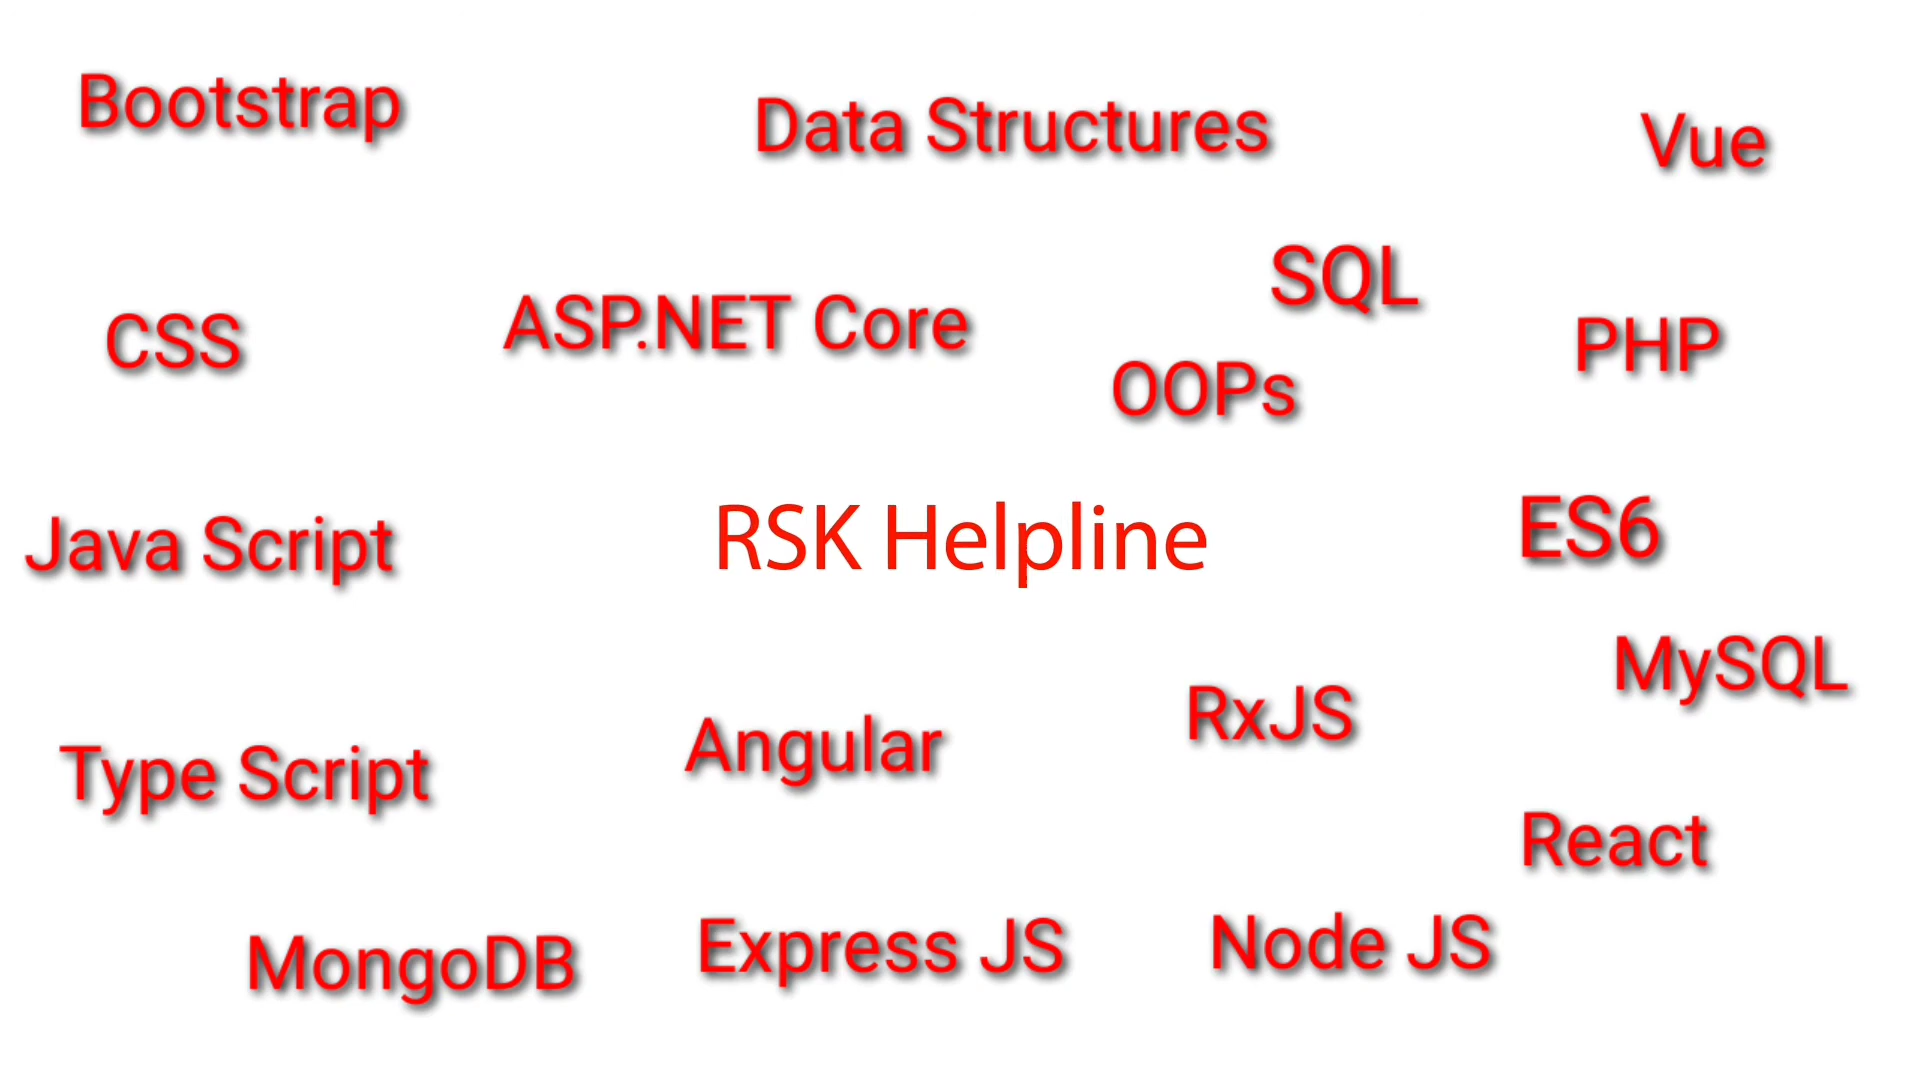 Bootstrap
Data Structures
Vue
SQL
CSS
ASP.NET Core
PHP
OOPs
Java Script
RSK Helpline
ES6
MySQL
RxJS
Type Script
Angular
React
MongoDB
Express JS
Node JS